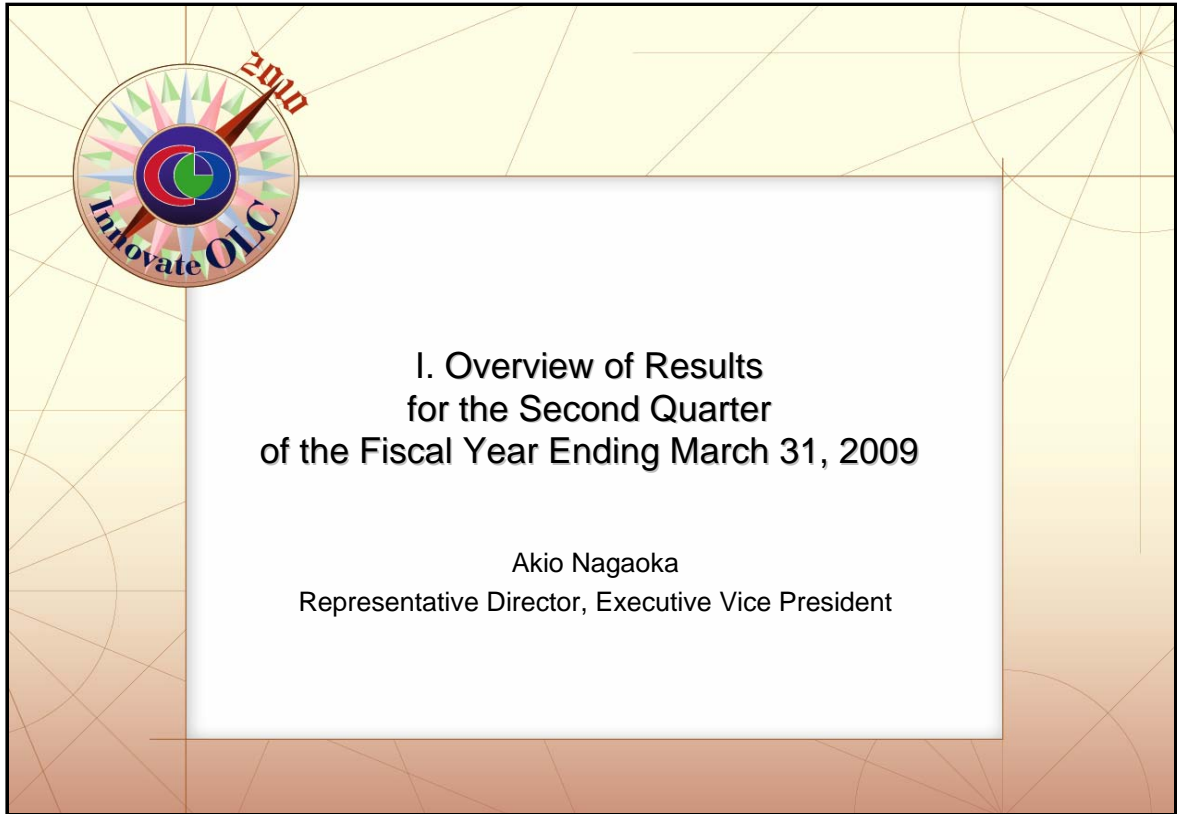 2010
Innovate OLC
I. Overview of Results
for the Second Quarter
of the Fiscal Year Ending March 31, 2009
Akio Nagaoka
Representative Director, Executive Vice President